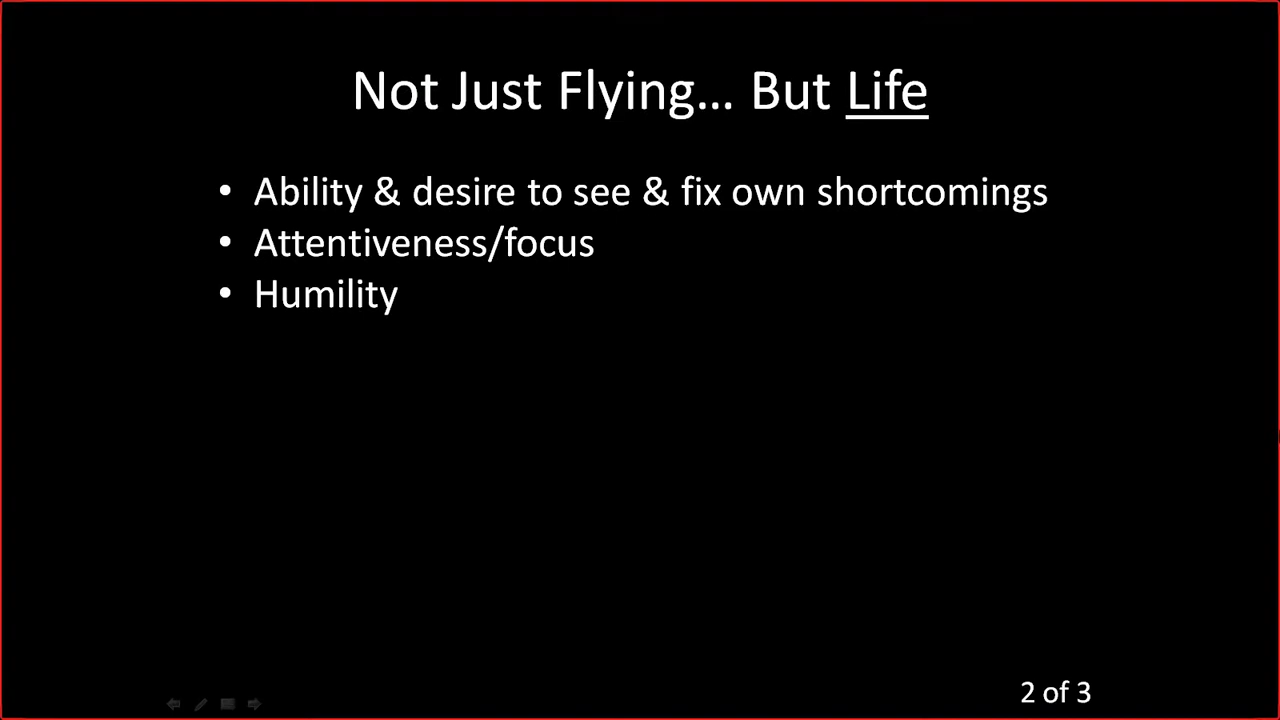 Not Just Flying… But Life
• Ability & desire to see & fix own shortcomings
• Attentiveness/focus
• Humility
2 of 3